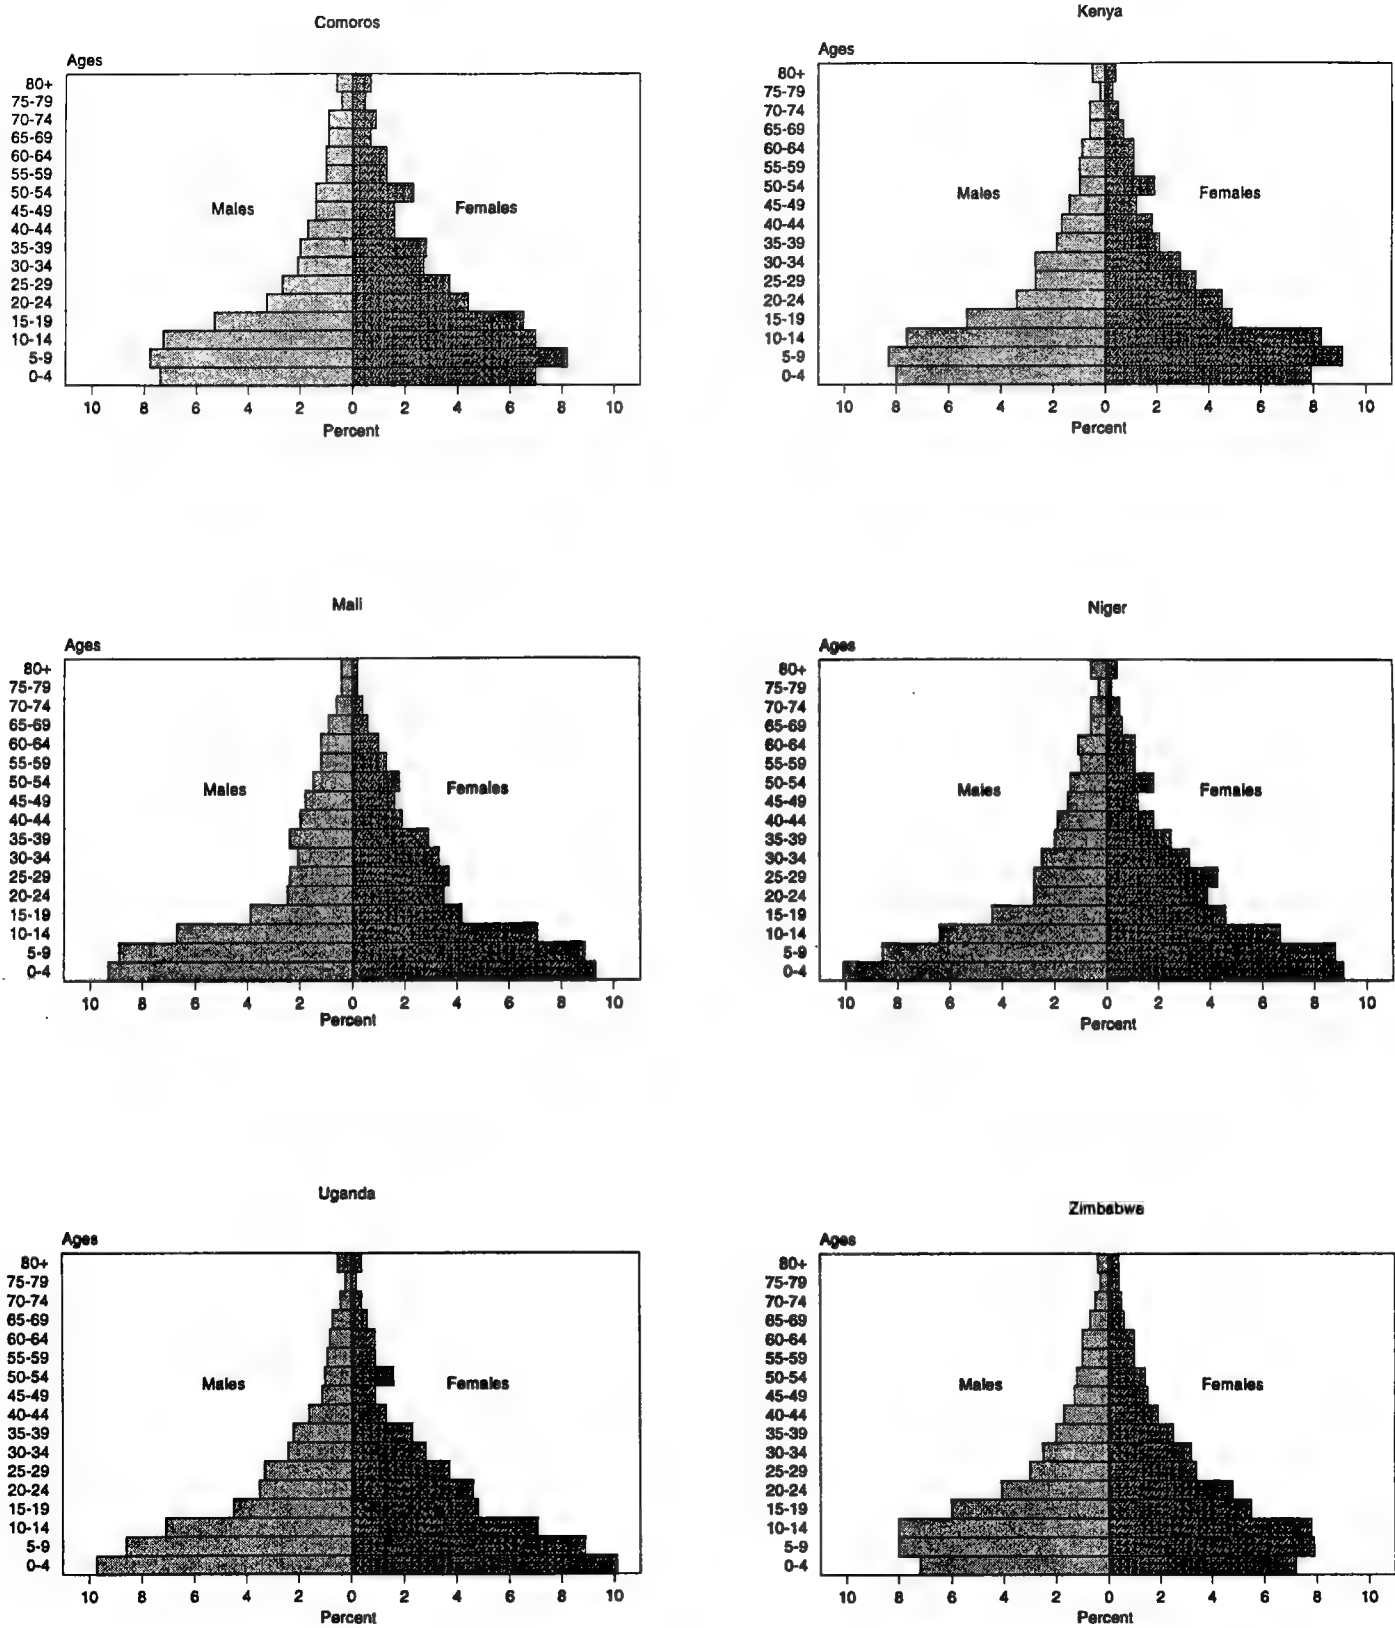 Comoros
Ages
80+
75-79
70-74
65-69
60-64
55-59
50-54
45-49
40-44
35-39
30-34
25-29
20-24
15-19
10-14
5-9
0-4
Males
Females
10 8 6 4 2 0 2 4 6 8 10
Percent
Kenya
Ages
80+
75-79
70-74
65-69
60-64
55-59
50-54
45-49
40-44
35-39
30-34
25-29
20-24
15-19
10-14
5-9
0-4
Males
Females
10 8 6 4 2 0 2 4 6 8 10
Percent
Mali
Ages
80+
75-79
70-74
65-69
60-64
55-59
50-54
45-49
40-44
35-39
30-34
25-29
20-24
15-19
10-14
5-9
0-4
Males
Females
10 8 6 4 2 0 2 4 6 8 10
Percent
Niger
Ages
80+
75-79
70-74
65-69
60-64
55-59
50-54
45-49
40-44
35-39
30-34
25-29
20-24
15-19
10-14
5-9
0-4
Males
Females
10 8 6 4 2 0 2 4 6 8 10
Percent
Uganda
Ages
80+
75-79
70-74
65-69
60-64
55-59
50-54
45-49
40-44
35-39
30-34
25-29
20-24
15-19
10-14
5-9
0-4
Males
Females
10 8 6 4 2 0 2 4 6 8 10
Percent
Zimbabwe
Ages
80+
75-79
70-74
65-69
60-64
55-59
50-54
45-49
40-44
35-39
30-34
25-29
20-24
15-19
10-14
5-9
0-4
Males
Females
10 8 6 4 2 0 2 4 6 8 10
Percent